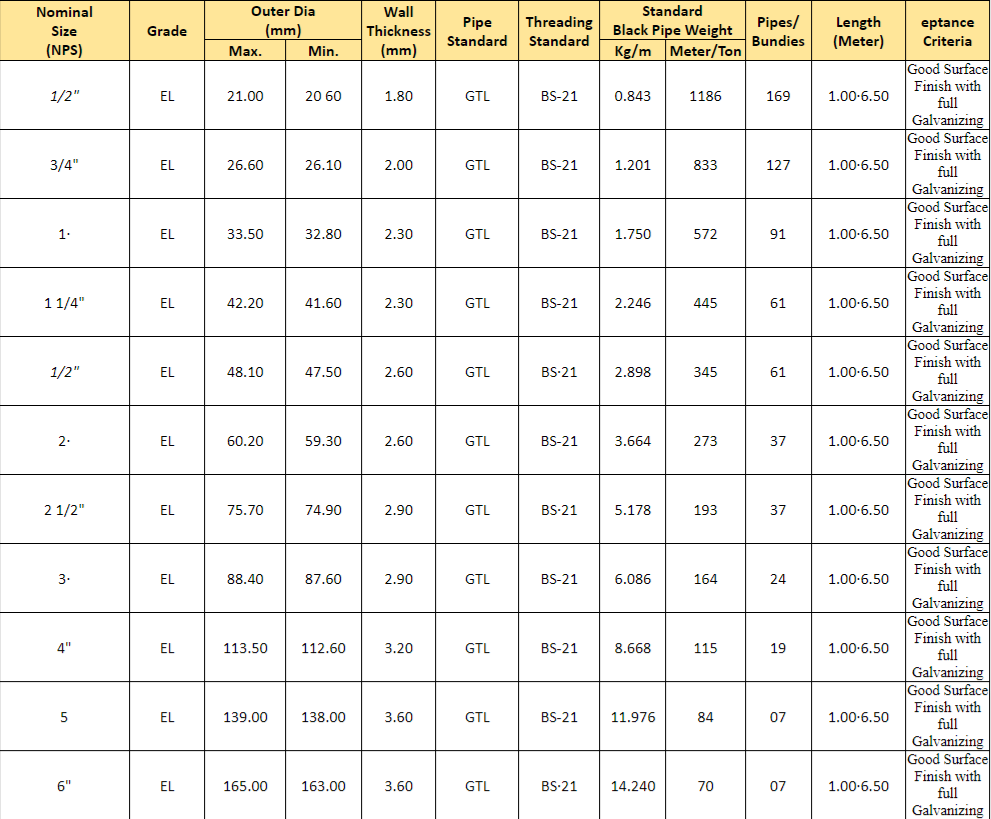 Nominal Size (NPS) Grade Outer Dia (mm) Wall Thickness (mm) Pipe Standard Threading Standard Standard Black Pipe Weight Pipes/ Bundies Length (Meter) eptance Criteria
Max. Min. Kg/m Meter/Ton
1/2" EL 21.00 20 60 1.80 GTL BS-21 0.843 1186 169 1.00·6.50 Good Surface Finish with full Galvanizing
3/4" EL 26.60 26.10 2.00 GTL BS-21 1.201 833 127 1.00·6.50 Good Surface Finish with full Galvanizing
1· EL 33.50 32.80 2.30 GTL BS-21 1.750 572 91 1.00·6.50 Good Surface Finish with full Galvanizing
1 1/4" EL 42.20 41.60 2.30 GTL BS-21 2.246 445 61 1.00·6.50 Good Surface Finish with full Galvanizing
1/2" EL 48.10 47.50 2.60 GTL BS·21 2.898 345 61 1.00·6.50 Good Surface Finish with full Galvanizing
2· EL 60.20 59.30 2.60 GTL BS-21 3.664 273 37 1.00·6.50 Good Surface Finish with full Galvanizing
2 1/2" EL 75.70 74.90 2.90 GTL BS·21 5.178 193 37 1.00·6.50 Good Surface Finish with full Galvanizing
3· EL 88.40 87.60 2.90 GTL BS-21 6.086 164 24 1.00·6.50 Good Surface Finish with full Galvanizing
4" EL 113.50 112.60 3.20 GTL BS-21 8.668 115 19 1.00·6.50 Good Surface Finish with full Galvanizing
5 EL 139.00 138.00 3.60 GTL BS-21 11.976 84 07 1.00·6.50 Good Surface Finish with full Galvanizing
6" EL 165.00 163.00 3.60 GTL BS·21 14.240 70 07 1.00·6.50 Good Surface Finish with full Galvanizing